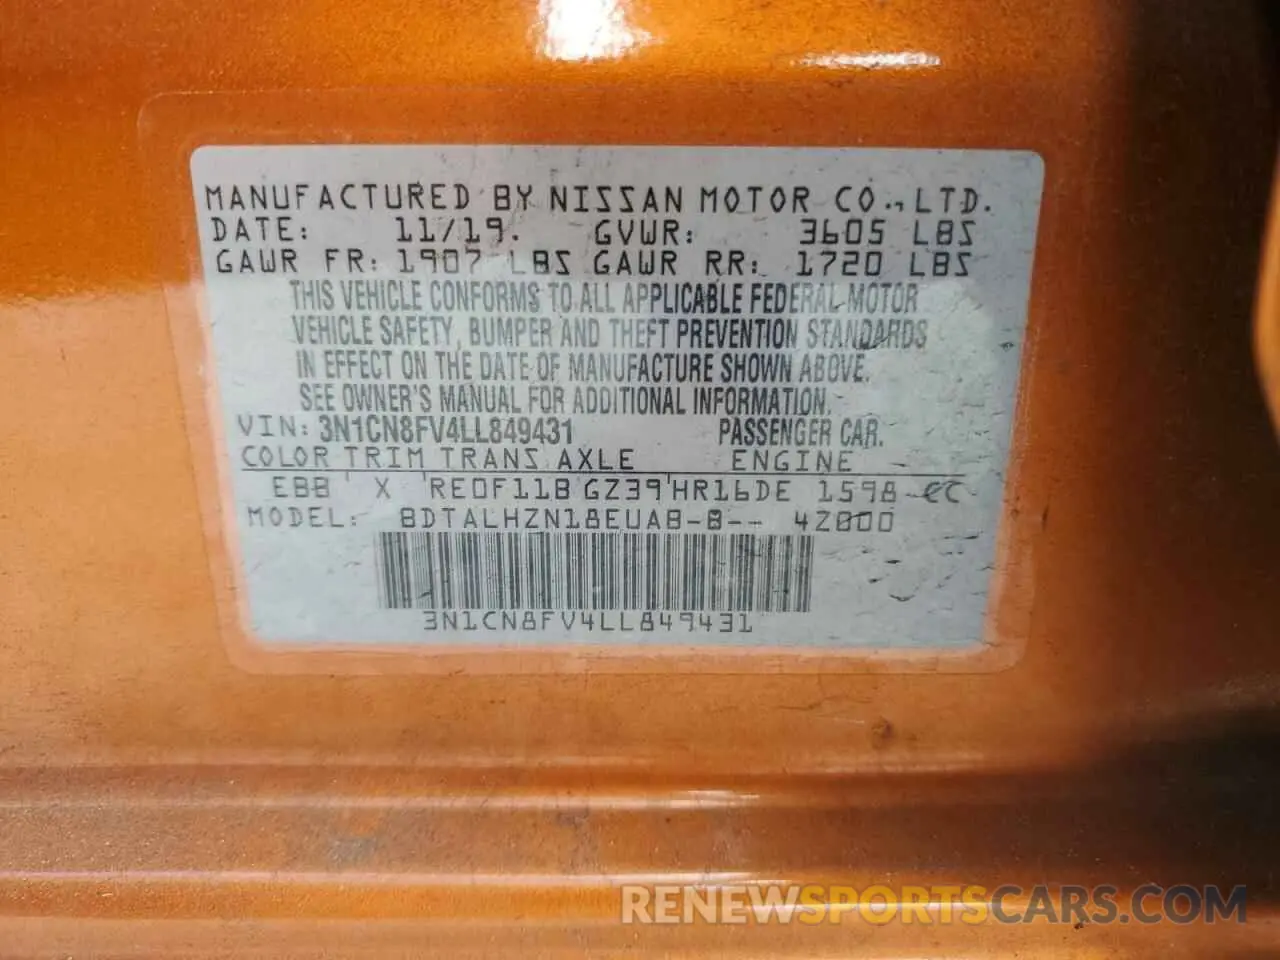 MANUFACTURED BY NISSAN MOTOR CO., LTD.
DATE: 11/19. GVWR: 3605 LBS
GAWR FR: 1907 LBS GAWR RR: 1720 LBS
THIS VEHICLE CONFORMS TO ALL APPLICABLE FEDERAL MOTOR
VEHICLE SAFETY, BUMPER AND THEFT PREVENTION STANDARDS
IN EFFECT ON THE DATE OF MANUFACTURE SHOWN ABOVE.
SEE OWNER'S MANUAL FOR ADDITIONAL INFORMATION.
VIN: 3N1CN8FV4LL849431 PASSENGER CAR.
COLOR TRIM TRANS. AXLE ENGINE
EBB X RE0F11B GZ39 HR16DE 1598 CC
MODEL: BDTALHZN18EUAB-B-- 4Z000
3N1CN8FV4LL849431
RENEWSPORTSCARS.COM